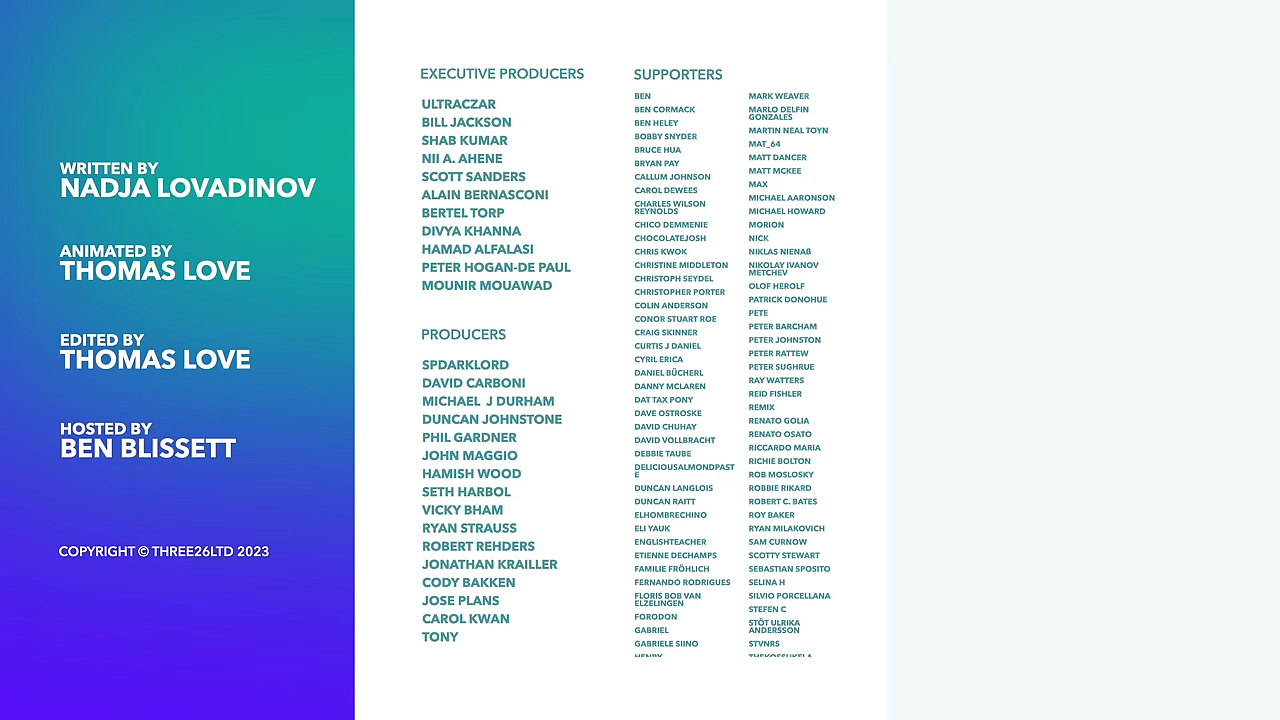 WRITTEN BY
NADJA LOVADINOV
ANIMATED BY
THOMAS LOVE
EDITED BY
THOMAS LOVE
HOSTED BY
BEN BLISSETT
COPYRIGHT © THREE26LTD 2023
EXECUTIVE PRODUCERS
ULTRACZAR
BILL JACKSON
SHAB KUMAR
NII A. AHENE
SCOTT SANDERS
ALAIN BERNASCONI
BERTEL TORP
DIVYA KHANNA
HAMAD ALFALASI
PETER HOGAN-DE PAUL
MOUNIR MOUAWAD
PRODUCERS
SPDARKLORD
DAVID CARBONI
MICHAEL J DURHAM
DUNCAN JOHNSTONE
PHIL GARDNER
JOHN MAGGIO
HAMISH WOOD
SETH HARBOL
VICKY BHAM
RYAN STRAUSS
ROBERT REHDERS
JONATHAN KRAILLER
CODY BAKKEN
JOSE PLANS
CAROL KWAN
TONY
SUPPORTERS
BEN
BEN CORMACK
BEN HELEY
BOBBY SNYDER
BRUCE HUA
BRYAN PAY
CALLUM JOHNSON
CAROL DEWEES
CHARLES WILSON
REYNOLDS
CHICO DEMMENIE
CHOCOLATEJOSH
CHRIS KWOK
CHRISTINE MIDDLETON
CHRISTOPH SEYDEL
CHRISTOPHER PORTER
COLIN ANDERSON
CONOR STUART ROE
CRAIG SKINNER
CURTIS J DANIEL
CYRIL ERICA
DANIEL BÜCHERL
DANNY MCLAREN
DAT TAX PONY
DAVE OSTROSKE
DAVID CHUHAY
DAVID VOLLBRACHT
DEBBIE TAUBE
DELICIOUSALMONDPAST
E
DUNCAN LANGLOIS
DUNCAN RAITT
ELHOMBRECHINO
ELI YAUK
ENGLISHTEACHER
ETIENNE DECHAMPS
FAMILIE FRÖHLICH
FERNANDO RODRIGUES
FLORIS BOB VAN
ELZELINGEN
FORODON
GABRIEL
GABRIELE SIINO
HENRY
MARK WEAVER
MARLO DELFIN
GONZALES
MARTIN NEAL TOYN
MAT_64
MATT DANCER
MATT MCKEE
MAX
MICHAEL AARONSON
MICHAEL HOWARD
MORION
NICK
NIKLAS NIENAß
NIKOLAY IVANOV
METCHEV
OLOF HEROLF
PATRICK DONOHUE
PETE
PETER BARCHAM
PETER JOHNSTON
PETER RATTEW
PETER SUGHRUE
RAY WATTERS
REID FISHLER
REMIX
RENATO GOLIA
RENATO OSATO
RICCARDO MARIA
RICHIE BOLTON
ROB MOSLOSKY
ROBBIE RIKARD
ROBERT C. BATES
ROY BAKER
RYAN MILAKOVICH
SAM CURNOW
SCOTTY STEWART
SEBASTIAN SPOSITO
SELINA H
SILVIO PORCELLANA
STEFEN C
STÖT ULRIKA
ANDERSSON
STVNRS